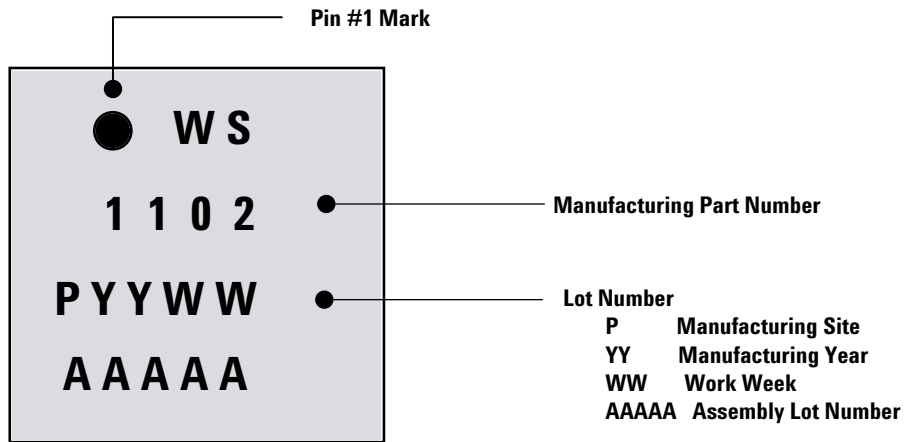 Pin #1 Mark
W S
1 1 0 2
Manufacturing Part Number
P Y Y W W
Lot Number
P Manufacturing Site
YY Manufacturing Year
WW Work Week
A A A A A
AAAAA Assembly Lot Number